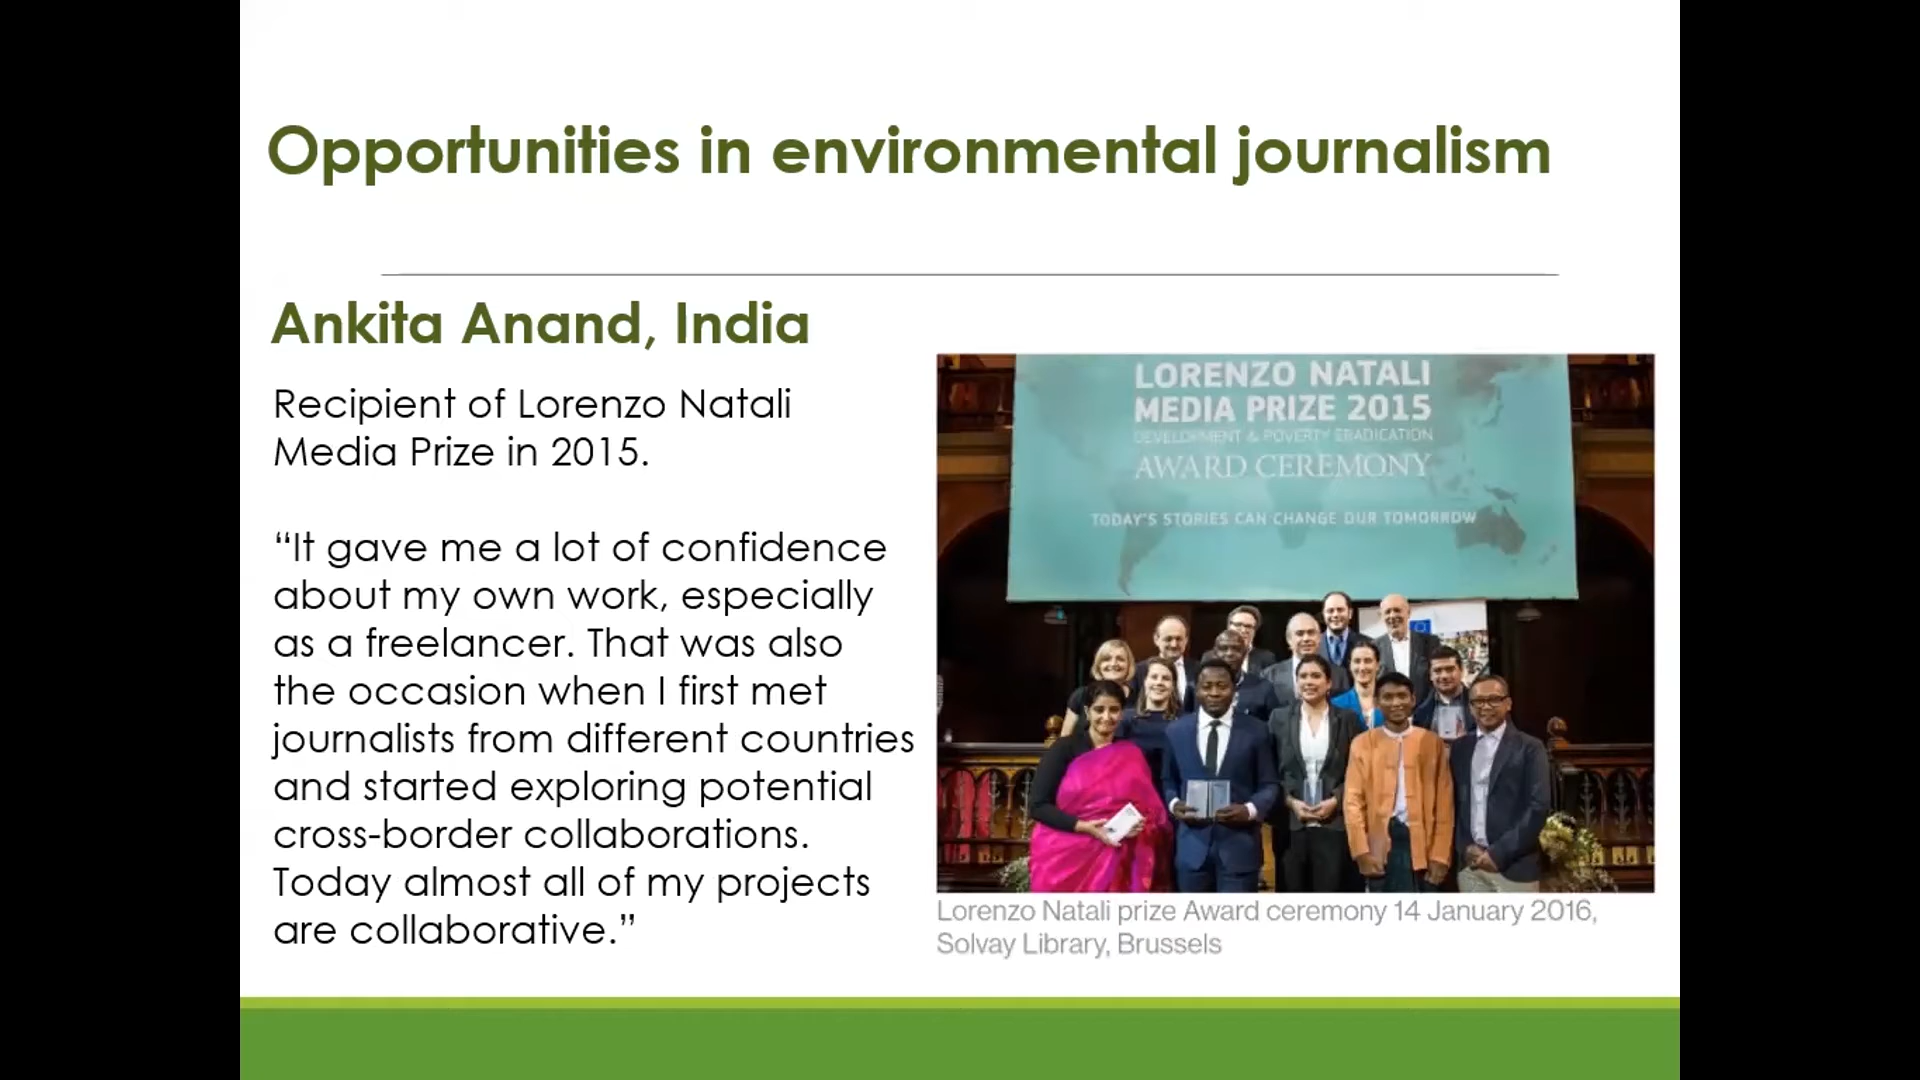 Opportunities in environmental journalism
Ankita Anand, India
Recipient of Lorenzo Natali
Media Prize in 2015.
“It gave me a lot of confidence
about my own work, especially
as a freelancer. That was also
the occasion when I first met
journalists from different countries
and started exploring potential
cross-border collaborations.
Today almost all of my projects
are collaborative.”
LORENZO NATALI
MEDIA PRIZE 2015
DEVELOPMENT & POVERTY ERADICATION
AWARD CEREMONY
TODAY'S STORIES CAN CHANGE OUR TOMORROW
Lorenzo Natali prize Award ceremony 14 January 2016,
Solvay Library, Brussels